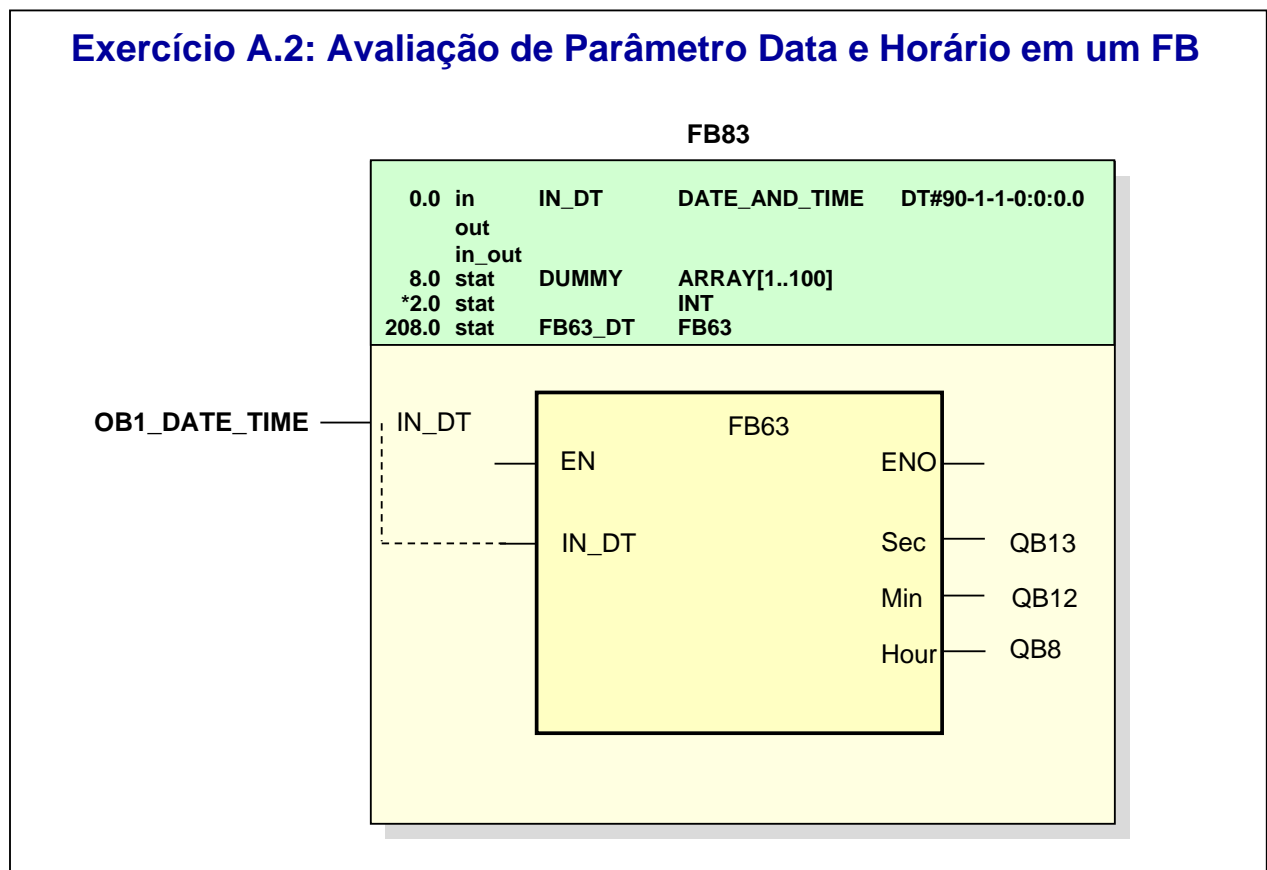 Exercício A.2: Avaliação de Parâmetro Data e Horário em um FB
FB83
0.0 in IN_DT DATE_AND_TIME DT#90-1-1-0:0:0.0
out
in_out
8.0 stat DUMMY ARRAY[1..100]
*2.0 stat INT
208.0 stat FB63_DT FB63
OB1_DATE_TIME IN_DT
FB63
EN ENO
IN_DT Sec QB13
Min QB12
Hour QB8